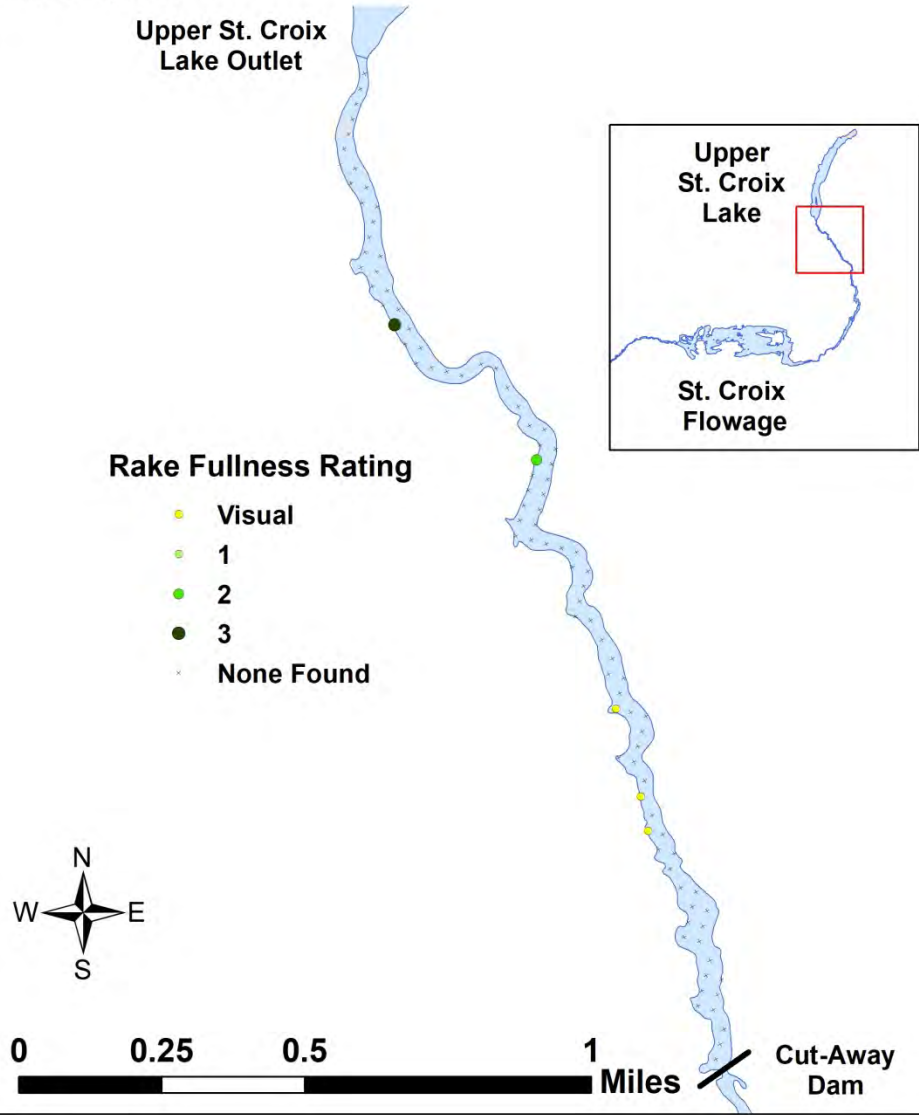 Upper St. Croix
Lake Outlet
Upper
St. Croix
Lake
St. Croix
Flowage
Rake Fullness Rating
Visual
1
2
3
None Found
N
W
E
S
0
0.25
0.5
1
Miles
Cut-Away
Dam